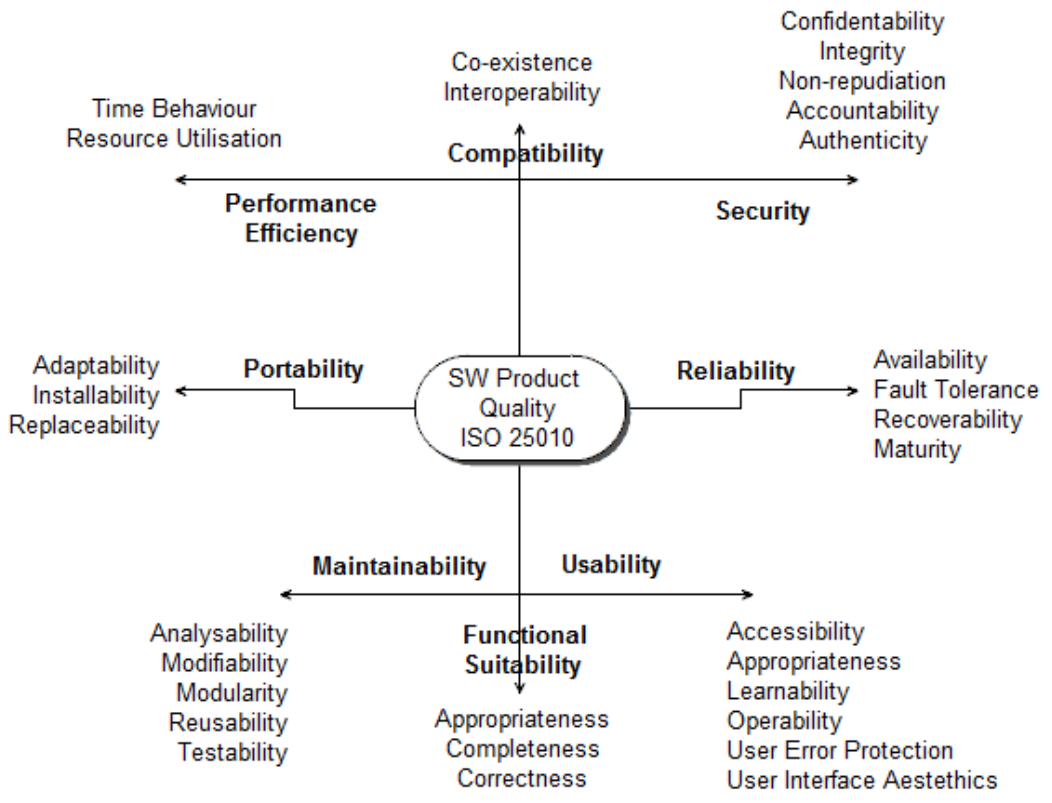 Confidentability
Integrity
Non-repudiation
Accountability
Authenticity
Co-existence
Interoperability
Time Behaviour
Resource Utilisation
Compatibility
Performance
Efficiency
Security
Adaptability
Installability
Replaceability
Portability
SW Product
Quality
ISO 25010
Reliability
Availability
Fault Tolerance
Recoverability
Maturity
Maintainability
Usability
Analysability
Modifiability
Modularity
Reusability
Testability
Functional
Suitability
Appropriateness
Completeness
Correctness
Accessibility
Appropriateness
Learnability
Operability
User Error Protection
User Interface Aestethics